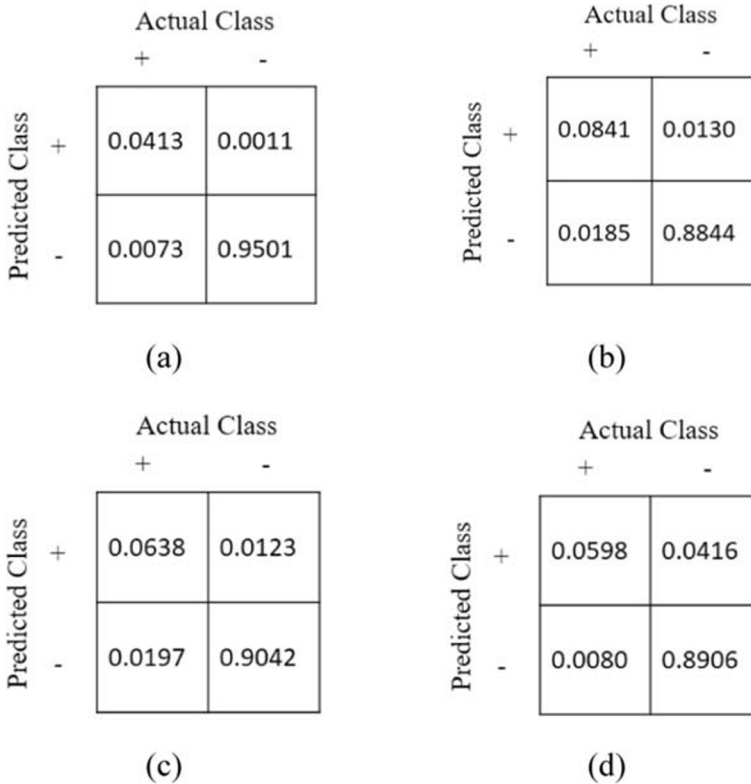 Actual Class
+ -
Predicted Class
+ 0.0413 0.0011
- 0.0073 0.9501
(a)
Actual Class
+ -
Predicted Class
+ 0.0841 0.0130
- 0.0185 0.8844
(b)
Actual Class
+ -
Predicted Class
+ 0.0638 0.0123
- 0.0197 0.9042
(c)
Actual Class
+ -
Predicted Class
+ 0.0598 0.0416
- 0.0080 0.8906
(d)